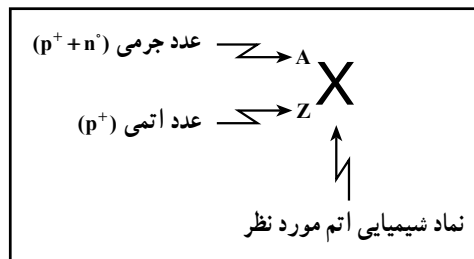 عدد جرمی (p⁺ + n°) A
X
عدد اتمی (p⁺) Z
نماد شیمیایی اتم مورد نظر